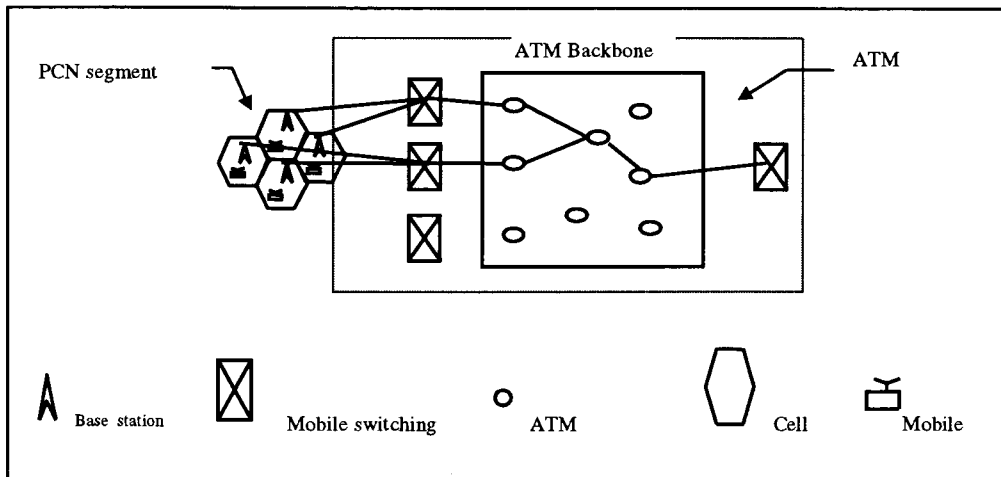 ATM Backbone
PCN segment
ATM
Base station
Mobile switching
ATM
Cell
Mobile